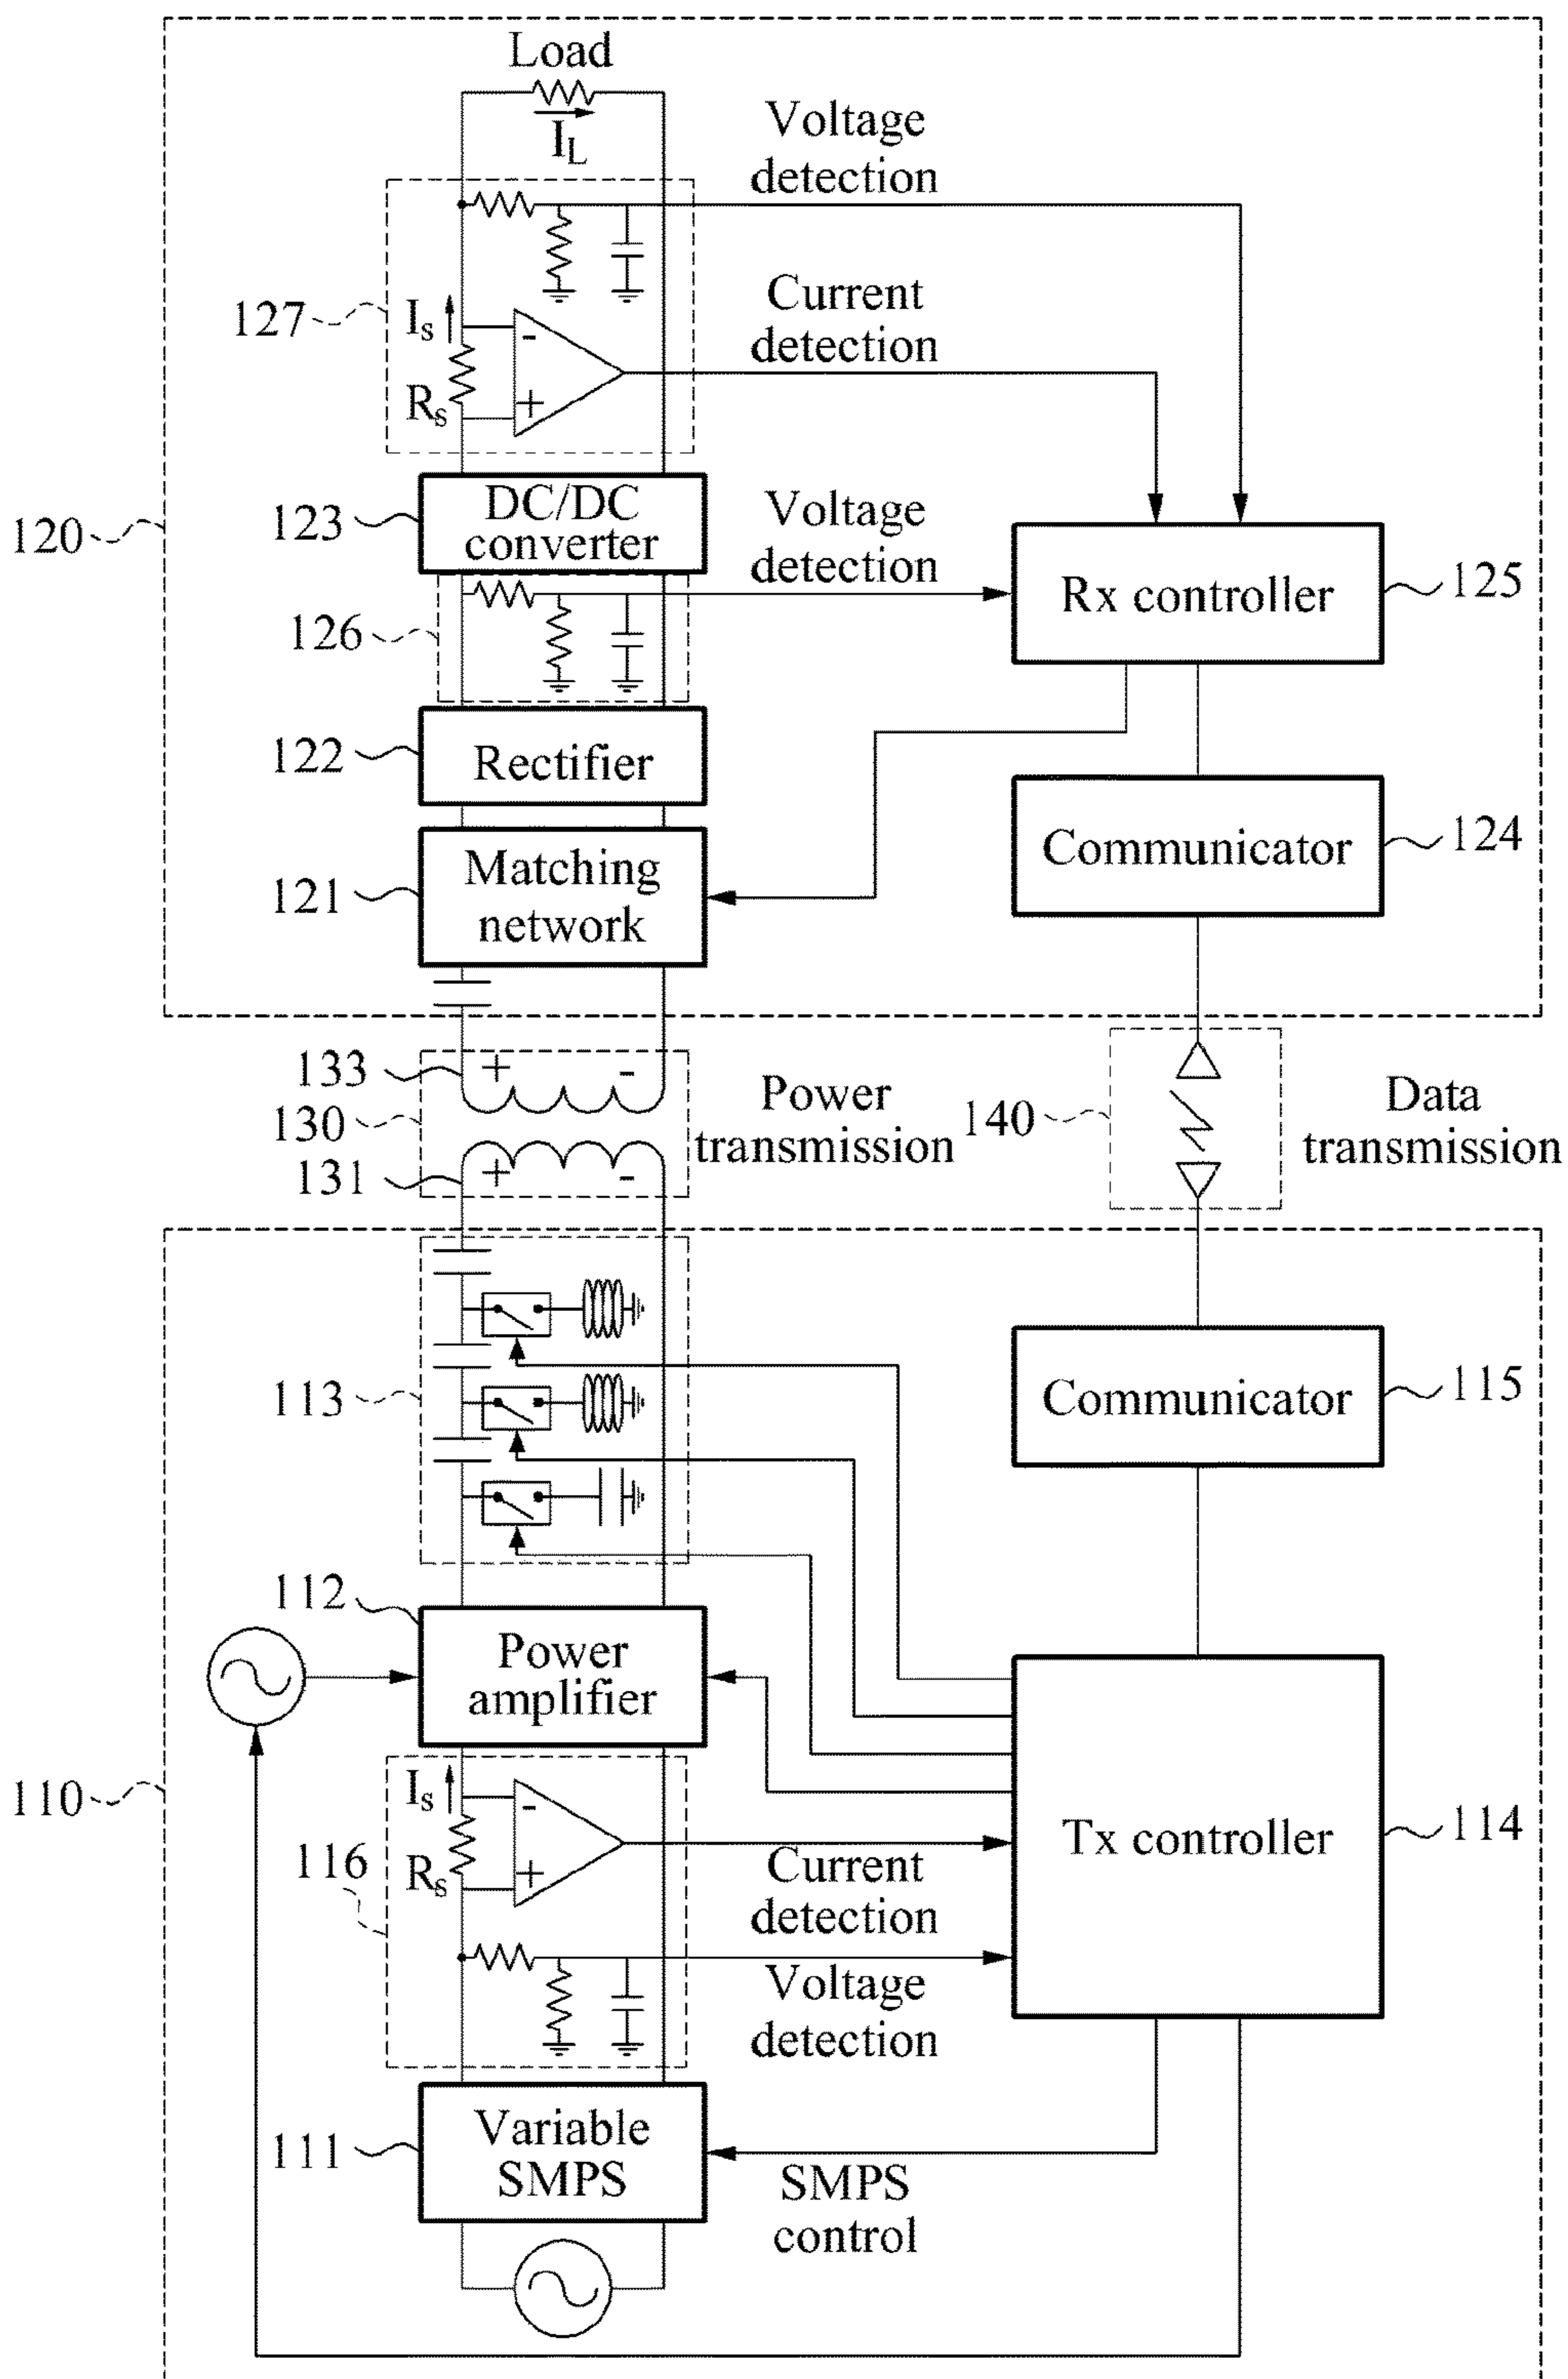 Load
I_L
Voltage
detection
127
I_S
-
Current
detection
R_S
+
120
123
DC/DC
converter
Voltage
detection
Rx controller
125
126
122
Rectifier
121
Matching
network
Communicator
124
133
+ -
130
Power
transmission
140
Data
transmission
131
+ -
113
Communicator
115
112
Power
amplifier
110
I_S
-
Tx controller
114
116
R_S
+
Current
detection
Voltage
detection
111
Variable
SMPS
SMPS
control